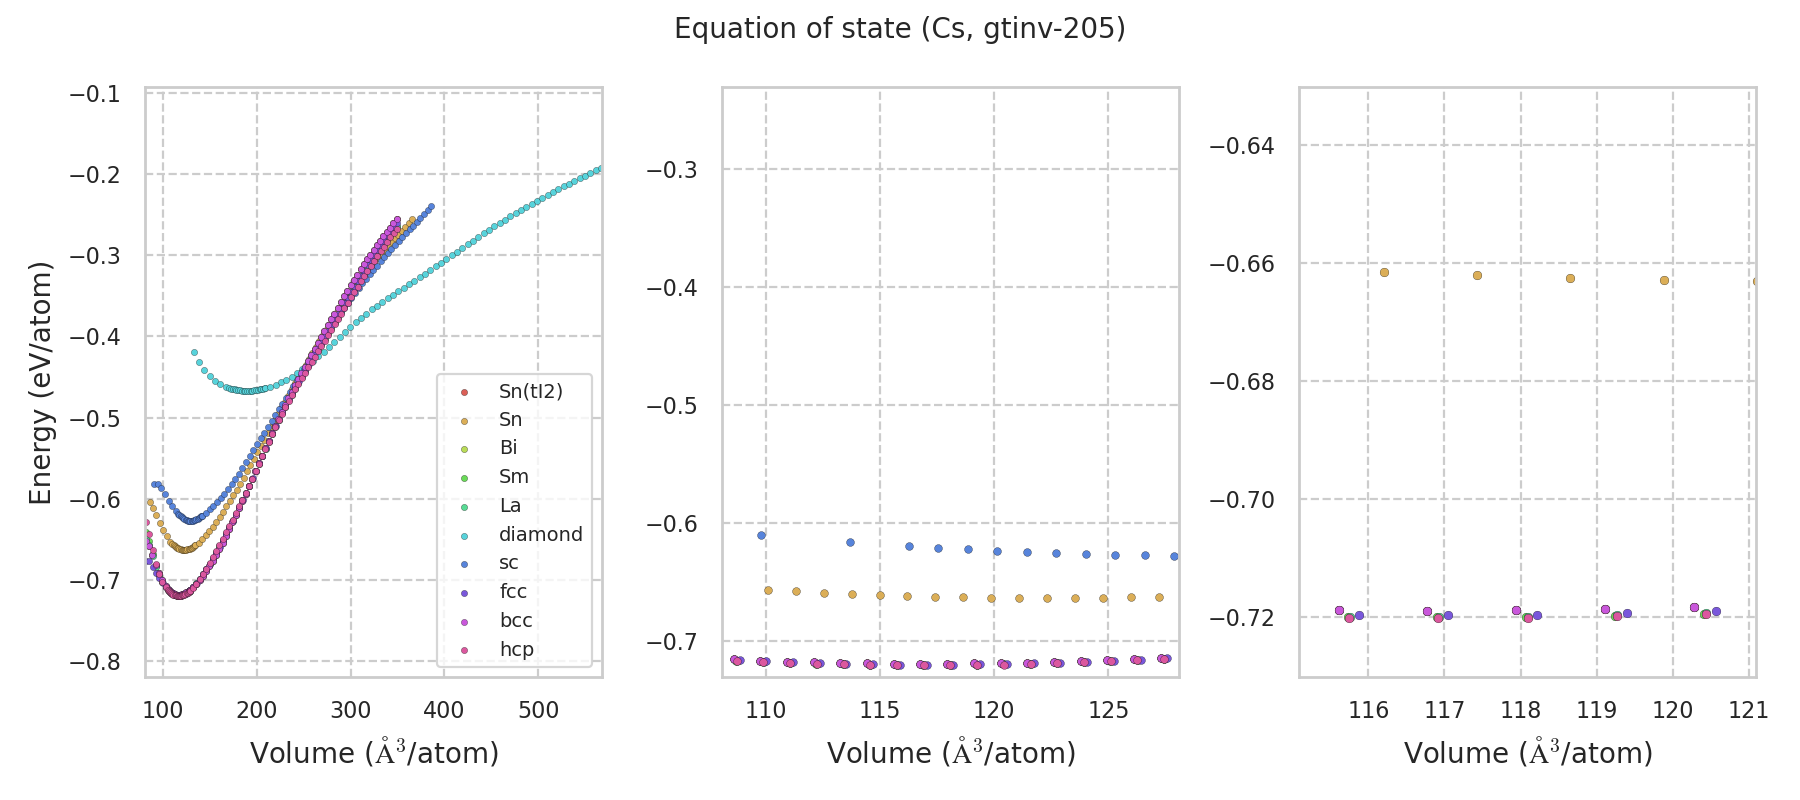 Equation of state (Cs, gtinv-205)
Energy (eV/atom)
−0.1
−0.2
−0.3
−0.4
−0.5
−0.6
−0.7
−0.8
100 200 300 400 500
Volume (Å³/atom)
Sn(tI2)
Sn
Bi
Sm
La
diamond
sc
fcc
bcc
hcp
−0.3
−0.4
−0.5
−0.6
−0.7
110 115 120 125
Volume (Å³/atom)
−0.64
−0.66
−0.68
−0.70
−0.72
116 117 118 119 120 121
Volume (Å³/atom)